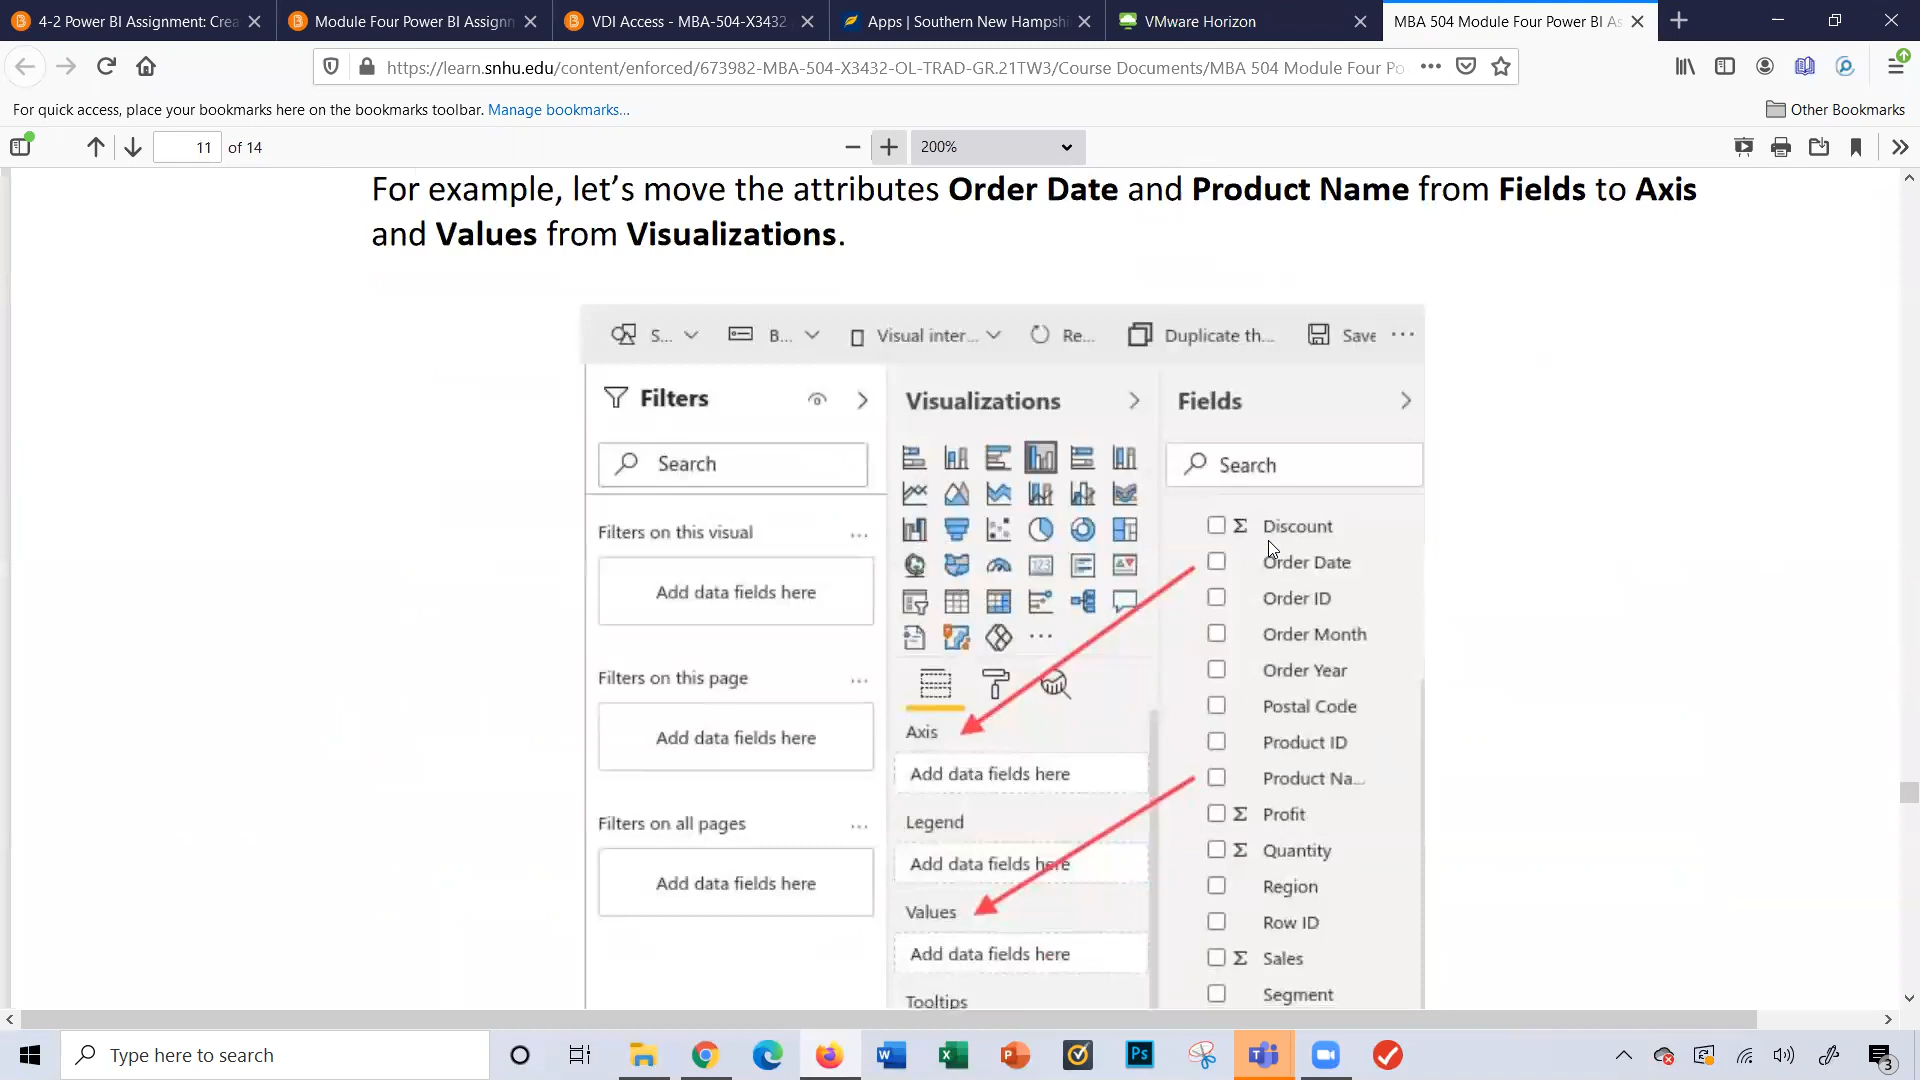 4-2 Power BI Assignment: Crea
Module Four Power BI Assignm
VDI Access - MBA-504-X3432
Apps | Southern New Hampshi
VMware Horizon
MBA 504 Module Four Power BI As
https://learn.snhu.edu/content/enforced/673982-MBA-504-X3432-OL-TRAD-GR.21TW3/Course Documents/MBA 504 Module Four Po
For quick access, place your bookmarks here on the bookmarks toolbar. Manage bookmarks...
Other Bookmarks
11 of 14
200%
For example, let's move the attributes Order Date and Product Name from Fields to Axis
and Values from Visualizations.
S... B... Visual inter... Re... Duplicate th... Save ...
Filters
Search
Filters on this visual ...
Add data fields here
Filters on this page ...
Add data fields here
Filters on all pages ...
Add data fields here
Visualizations
123
...
Axis
Add data fields here
Legend
Add data fields here
Values
Add data fields here
Tooltips
Fields
Search
Σ Discount
Order Date
Order ID
Order Month
Order Year
Postal Code
Product ID
Product Na...
Σ Profit
Σ Quantity
Region
Row ID
Σ Sales
Segment
Type here to search
W
X
P
Ps
T
3